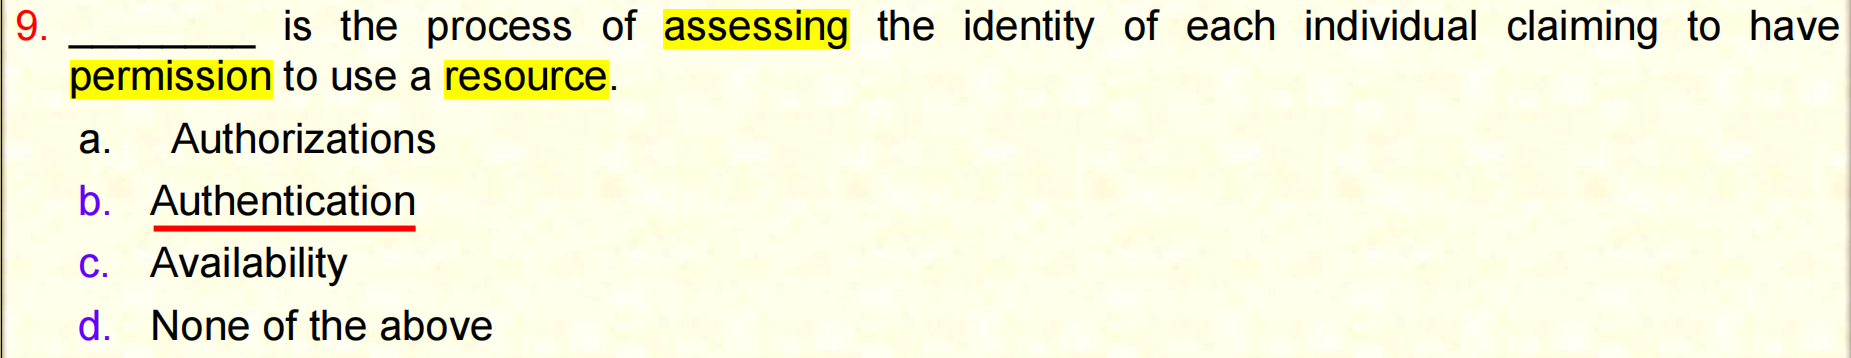 9. ________ is the process of assessing the identity of each individual claiming to have
permission to use a resource.
a. Authorizations
b. Authentication
c. Availability
d. None of the above